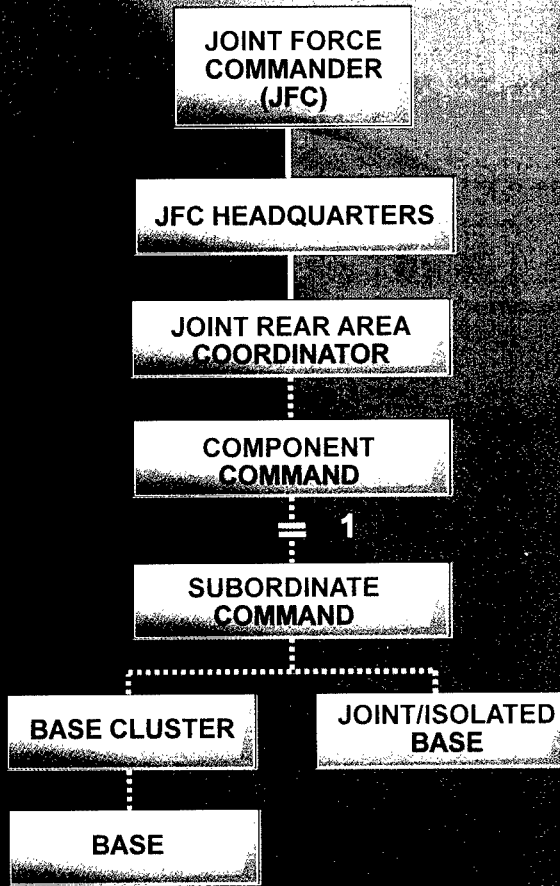 JOINT FORCE
COMMANDER
(JFC)
JFC HEADQUARTERS
JOINT REAR AREA
COORDINATOR
COMPONENT
COMMAND
1
SUBORDINATE
COMMAND
BASE CLUSTER
JOINT/ISOLATED
BASE
BASE